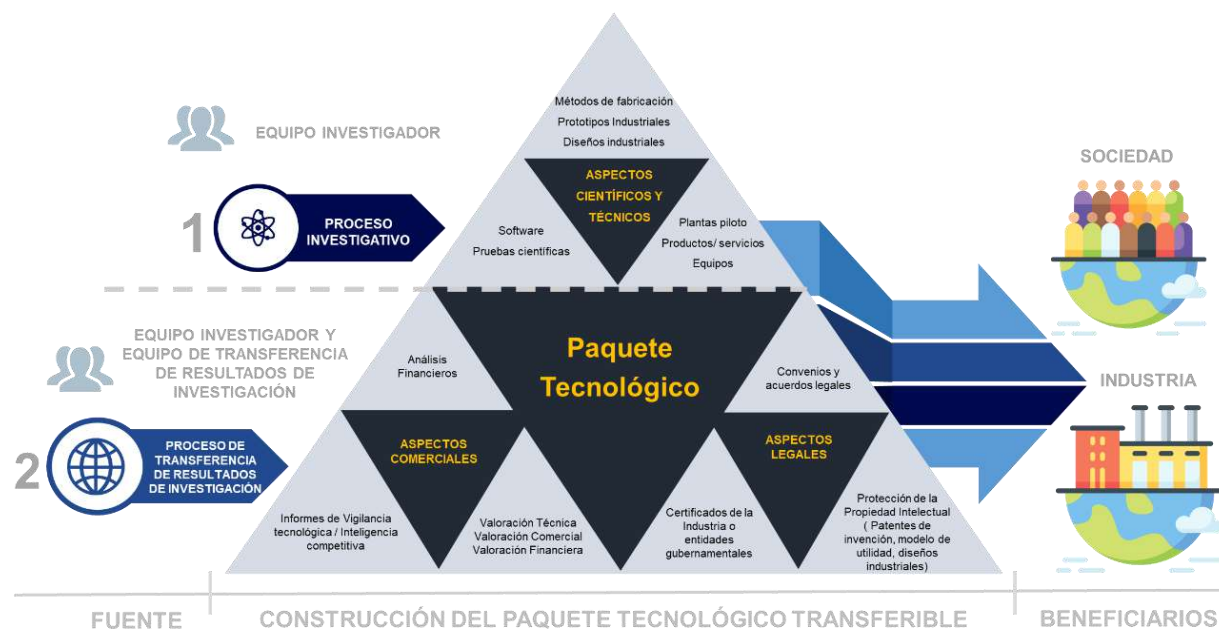 EQUIPO INVESTIGADOR
1
PROCESO
INVESTIGATIVO
EQUIPO INVESTIGADOR Y
EQUIPO DE TRANSFERENCIA
DE RESULTADOS DE
INVESTIGACIÓN
2
PROCESO DE
TRANSFERENCIA
DE RESULTADOS
DE INVESTIGACIÓN
Métodos de fabricación
Prototipos Industriales
Diseños industriales
ASPECTOS
CIENTÍFICOS Y
TÉCNICOS
Software
Pruebas científicas
Plantas piloto
Productos/ servicios
Equipos
Paquete
Tecnológico
Análisis
Financieros
Convenios y
acuerdos legales
ASPECTOS
COMERCIALES
ASPECTOS
LEGALES
Informes de Vigilancia
tecnológica / Inteligencia
competitiva
Valoración Técnica
Valoración Comercial
Valoración Financiera
Certificados de la
Industria o
entidades
gubernamentales
Protección de la
Propiedad Intelectual
( Patentes de
invención, modelo de
utilidad, diseños
industriales)
SOCIEDAD
INDUSTRIA
FUENTE
CONSTRUCCIÓN DEL PAQUETE TECNOLÓGICO TRANSFERIBLE
BENEFICIARIOS